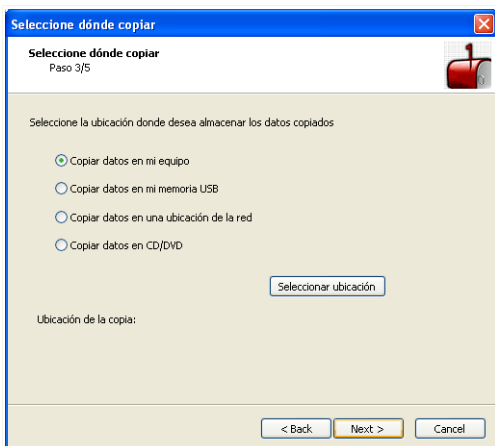 Seleccione dónde copiar
Seleccione dónde copiar
Paso 3/5
Seleccione la ubicación donde desea almacenar los datos copiados
Copiar datos en mi equipo
Copiar datos en mi memoria USB
Copiar datos en una ubicación de la red
Copiar datos en CD/DVD
Seleccionar ubicación
Ubicación de la copia:
< Back Next > Cancel